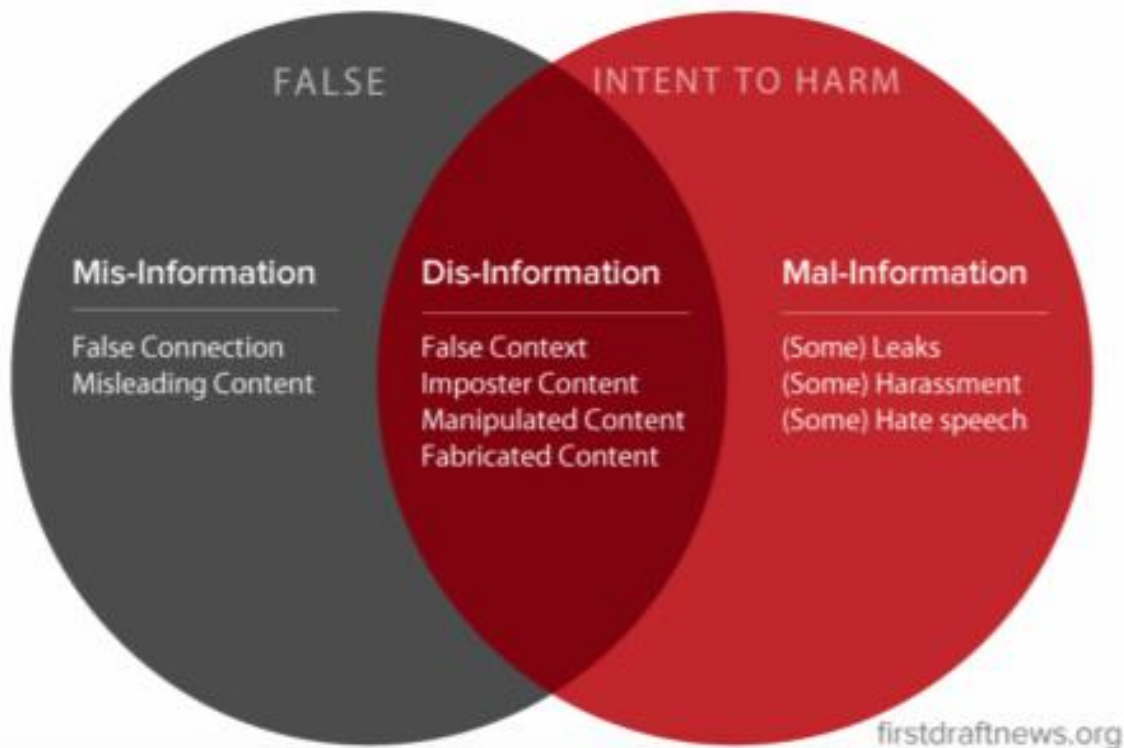 FALSE
INTENT TO HARM
Mis-Information
False Connection
Misleading Content
Dis-Information
False Context
Imposter Content
Manipulated Content
Fabricated Content
Mal-Information
(Some) Leaks
(Some) Harassment
(Some) Hate speech
firstdraftnews.org